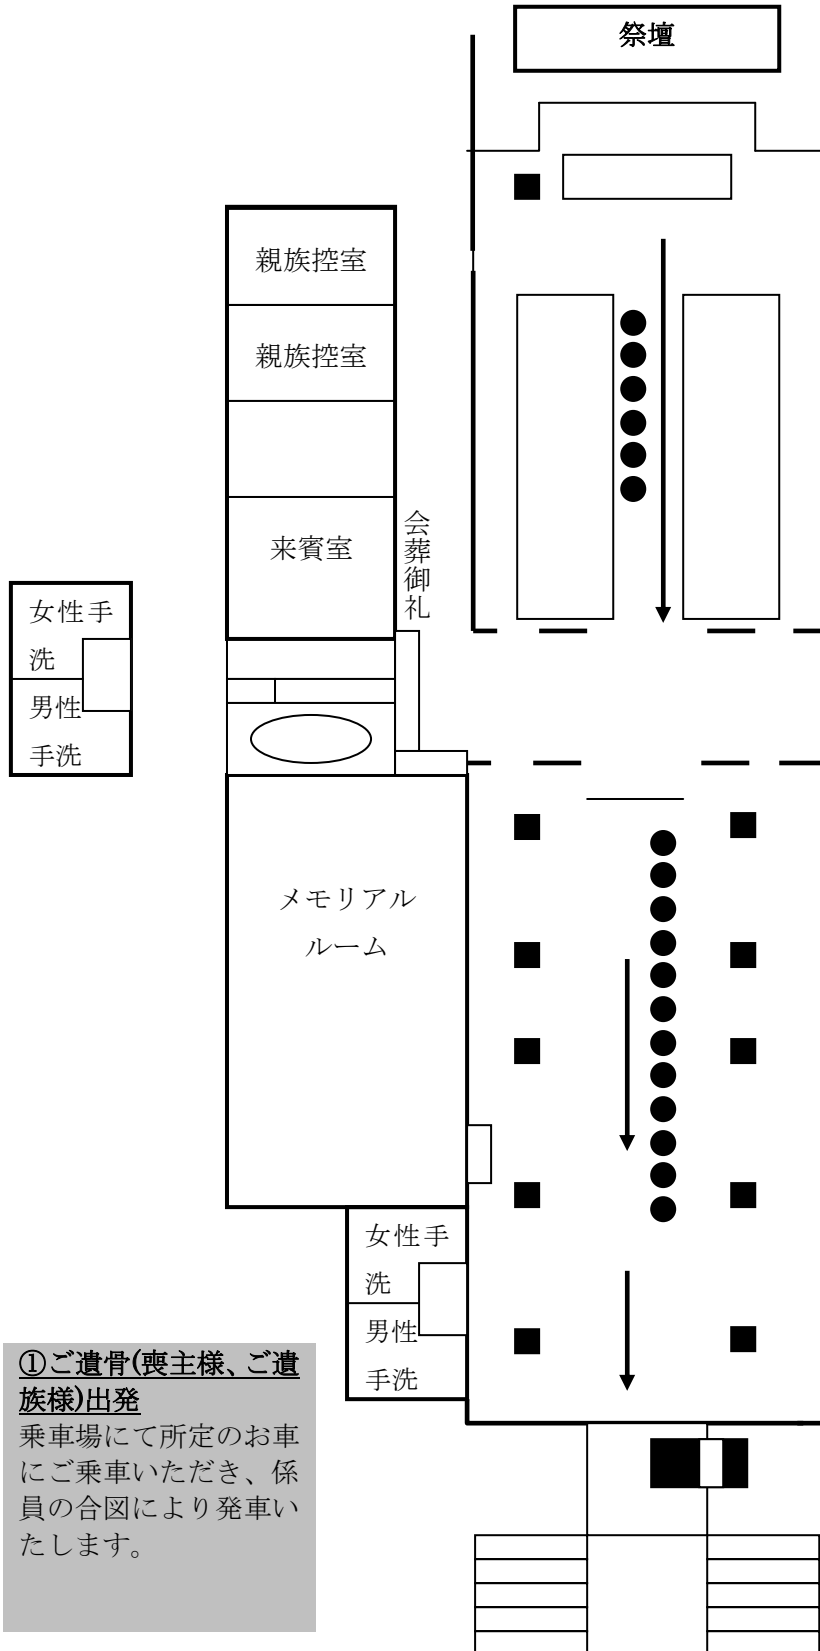 祭壇
親族控室
親族控室
来賓室
会葬御礼
女性手
洗
男性
手洗
メモリアル
ルーム
女性手
洗
男性
手洗
①ご遺骨(喪主様、ご遺
族様)出発
乗車場にて所定のお車
にご乗車いただき、係
員の合図により発車い
たします。